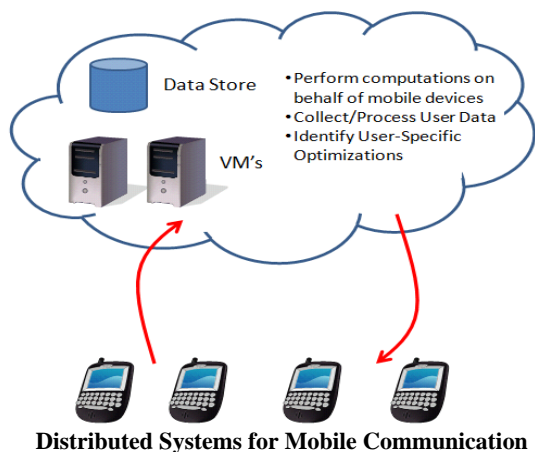 Data Store
VM's
•Perform computations on
behalf of mobile devices
•Collect/Process User Data
•Identify User-Specific
Optimizations
Distributed Systems for Mobile Communication